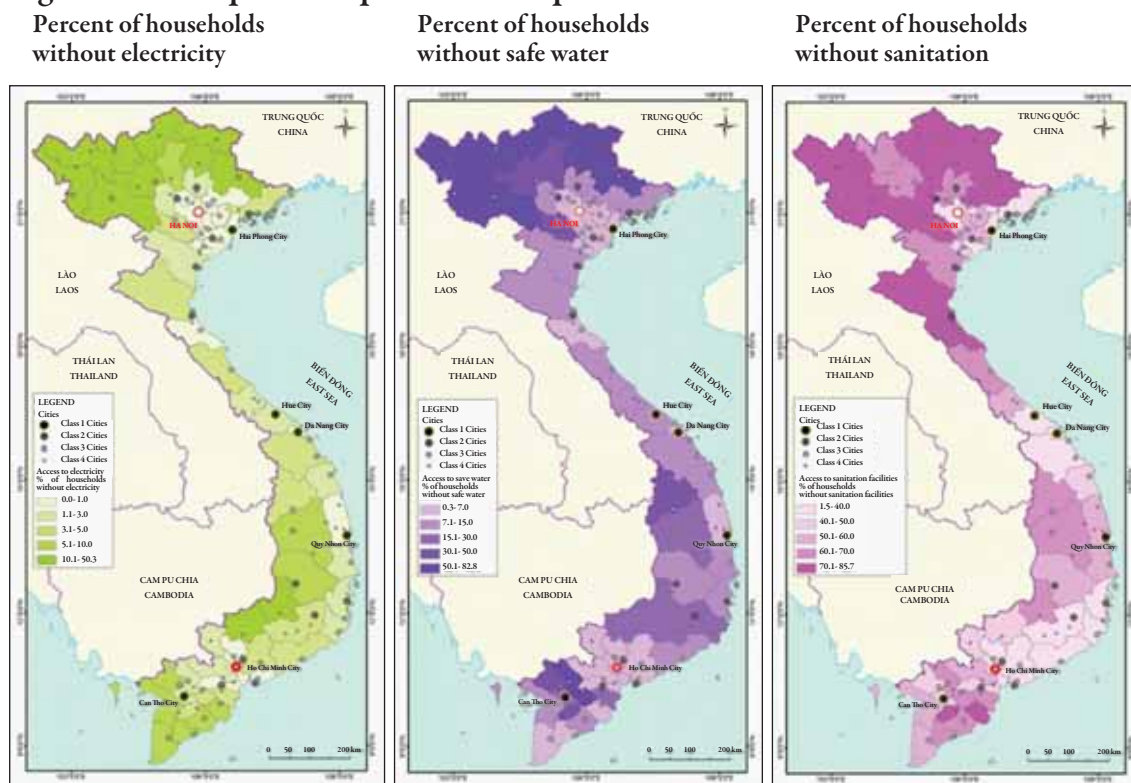 Percent of households
without electricity
Percent of households
without safe water
Percent of households
without sanitation
TRUNG QUỐC
CHINA
HA NOI
Hai Phong City
LÀO
LAOS
THÁI LAN
THAILAND
BIỂN DÔNG
EAST SEA
Hue City
Da Nang City
LEGEND
Cities
Class 1 Cities
Class 2 Cities
Class 3 Cities
Class 4 Cities
Access to electricity
% of households
without electricity
0.0- 1.0
1.1- 3.0
3.1- 5.0
5.1- 10.0
10.1- 50.3
Quy Nhon City
CAM PU CHIA
CAMBODIA
Ho Chi Minh City
Can Tho City
0 50 100 200 km
TRUNG QUỐC
CHINA
HA NOI
Hai Phong City
LÀO
LAOS
THÁI LAN
THAILAND
BIỂN DÔNG
EAST SEA
Hue City
Da Nang City
LEGEND
Cities
Class 1 Cities
Class 2 Cities
Class 3 Cities
Class 4 Cities
Access to save water
% of households
without safe water
0.3- 7.0
7.1- 15.0
15.1- 30.0
30.1- 50.0
50.1- 82.8
Quy Nhon City
CAM PU CHIA
CAMBODIA
Ho Chi Minh City
Can Tho City
0 50 100 200 km
TRUNG QUỐC
CHINA
HA NOI
Hai Phong City
LÀO
LAOS
THÁI LAN
THAILAND
BIỂN DÔNG
EAST SEA
Hue City
Da Nang City
LEGEND
Cities
Class 1 Cities
Class 2 Cities
Class 3 Cities
Class 4 Cities
Access to sanitation facilities
% of households
without sanitation facilities
1.5- 40.0
40.1- 50.0
50.1- 60.0
60.1- 70.0
70.1- 85.7
Quy Nhon City
CAM PU CHIA
CAMBODIA
Ho Chi Minh City
Can Tho City
0 50 100 200 km